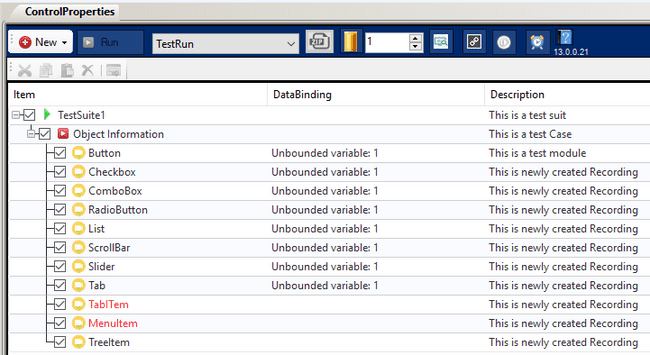 ControlProperties
New Run TestRun ZIP 1 13.0.0.21
Item DataBinding Description
TestSuite1 This is a test suit
Object Information This is a test Case
Button Unbounded variable: 1 This is a test module
Checkbox Unbounded variable: 1 This is newly created Recording
ComboBox Unbounded variable: 1 This is newly created Recording
RadioButton Unbounded variable: 1 This is newly created Recording
List Unbounded variable: 1 This is newly created Recording
ScrollBar Unbounded variable: 1 This is newly created Recording
Slider Unbounded variable: 1 This is newly created Recording
Tab Unbounded variable: 1 This is newly created Recording
TabITem This is newly created Recording
MenuItem This is newly created Recording
TreeItem This is newly created Recording